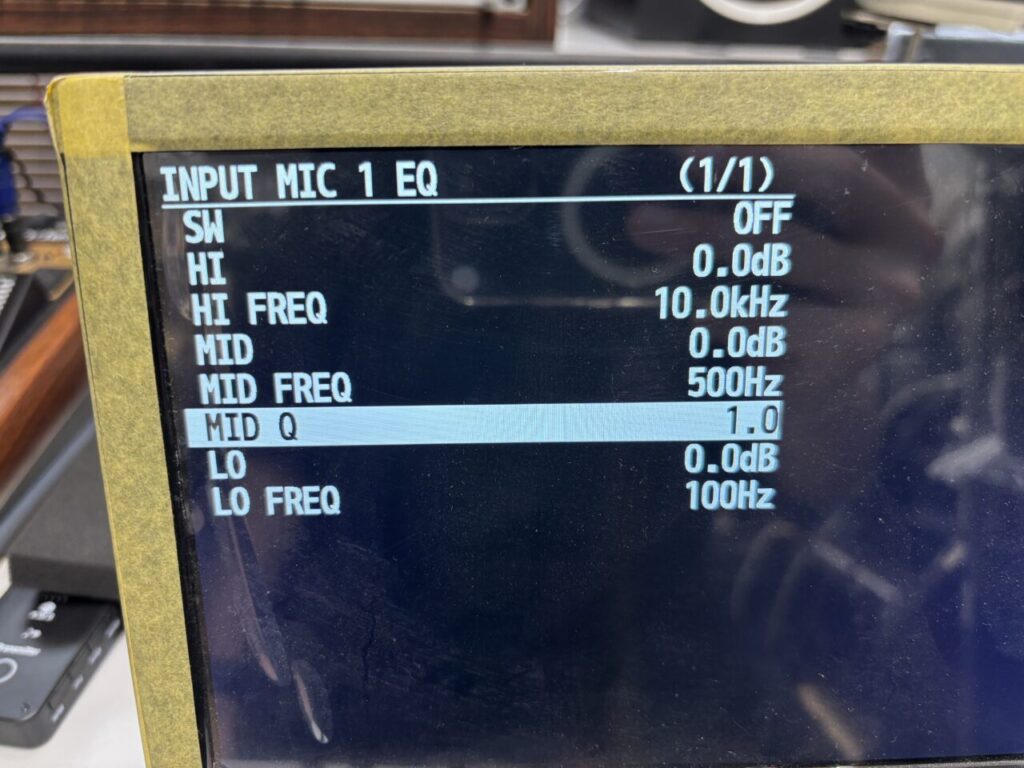 INPUT MIC 1 EQ (1/1)
SW OFF
HI 0.0dB
HI FREQ 10.0kHz
MID 0.0dB
MID FREQ 500Hz
MID Q 1.0
LO 0.0dB
LO FREQ 100Hz